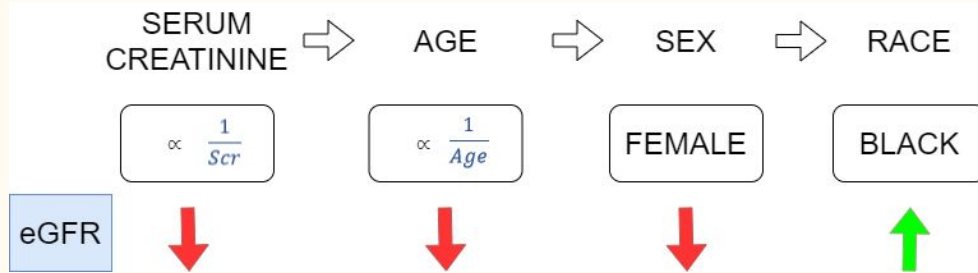 SERUM
CREATININE
AGE
SEX
RACE
∝ 1/Scr
∝ 1/Age
FEMALE
BLACK
eGFR